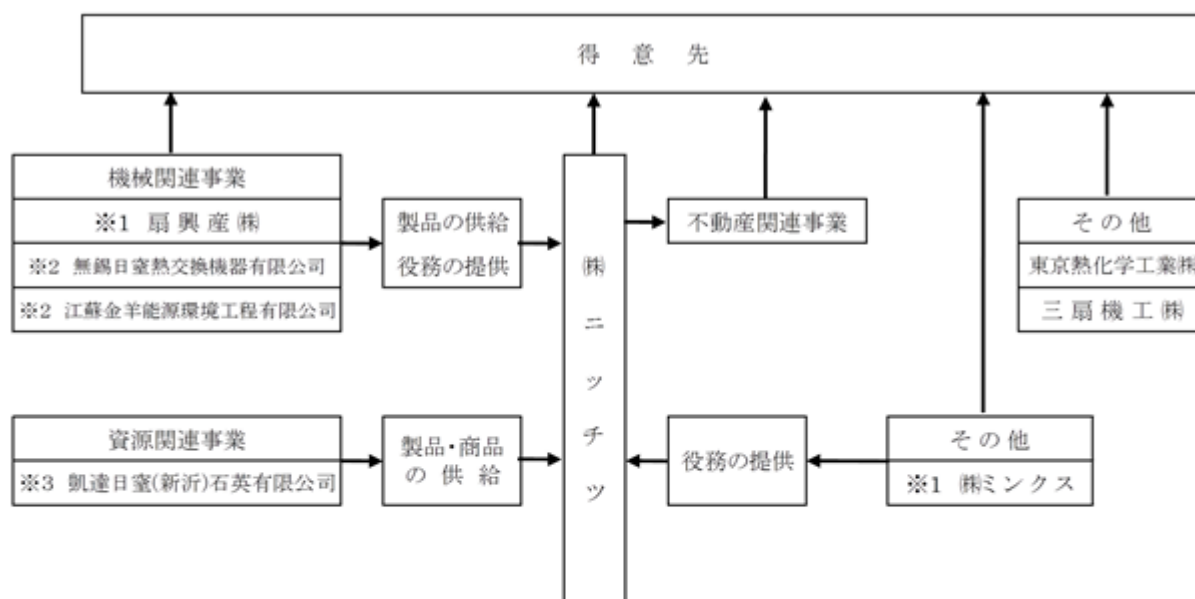 得意先
機械関連事業
※1 扇興産㈱
※2 無錫日窒熱交換機器有限公司
※2 江蘇金羊能源環境工程有限公司
製品の供給
役務の提供
㈱ニッチツ
不動産関連事業
その他
東京熱化学工業㈱
三扇機工㈱
資源関連事業
※3 凱達日窒(新沂)石英有限公司
製品・商品
の供給
役務の提供
その他
※1 ㈱ミンクス